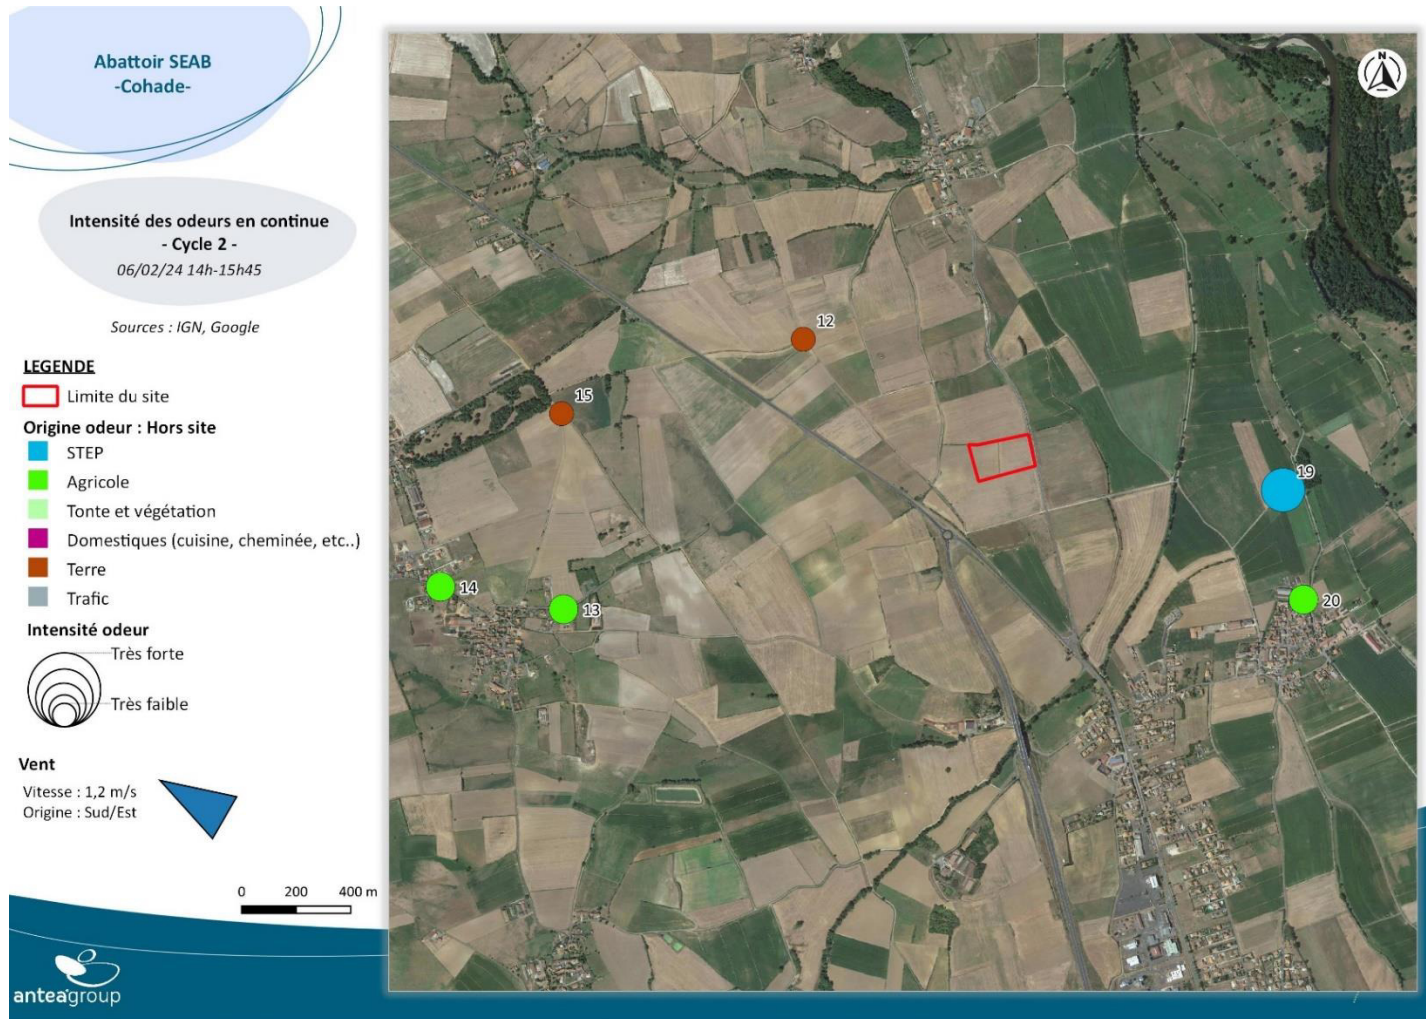 Abattoir SEAB
-Cohade-
Intensité des odeurs en continue
- Cycle 2 -
06/02/24 14h-15h45
Sources : IGN, Google
LEGENDE
Limite du site
Origine odeur : Hors site
STEP
Agricole
Tonte et végétation
Domestiques (cuisine, cheminée, etc..)
Terre
Trafic
Intensité odeur
Très forte
Très faible
Vent
Vitesse : 1,2 m/s
Origine : Sud/Est
0 200 400 m
anteagroup
N
12
15
19
14
13
20